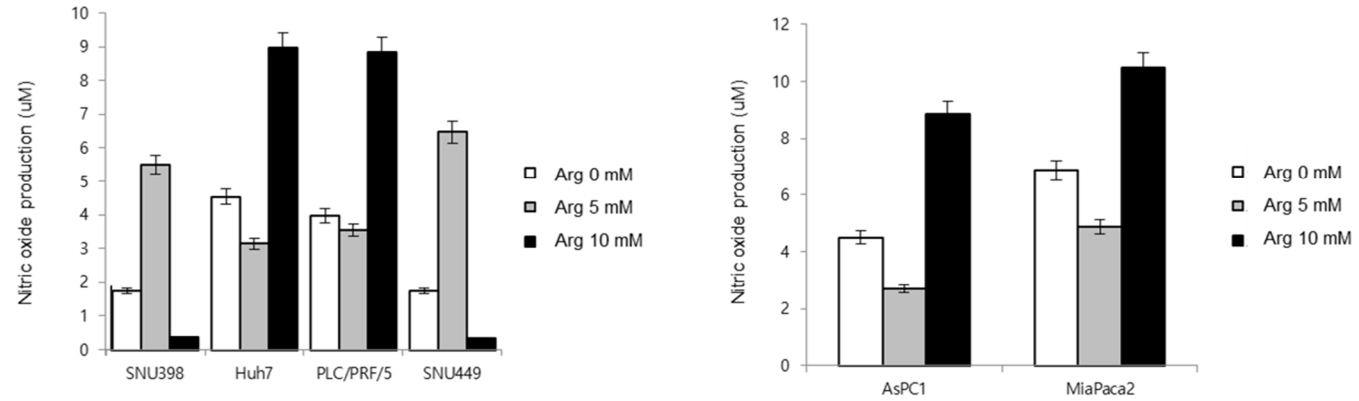 Nitric oxide production (uM)
10
9
8
7
6
5
4
3
2
1
0
SNU398 Huh7 PLC/PRF/5 SNU449
Arg 0 mM
Arg 5 mM
Arg 10 mM
Nitric oxide production (uM)
12
10
8
6
4
2
0
AsPC1 MiaPaca2
Arg 0 mM
Arg 5 mM
Arg 10 mM